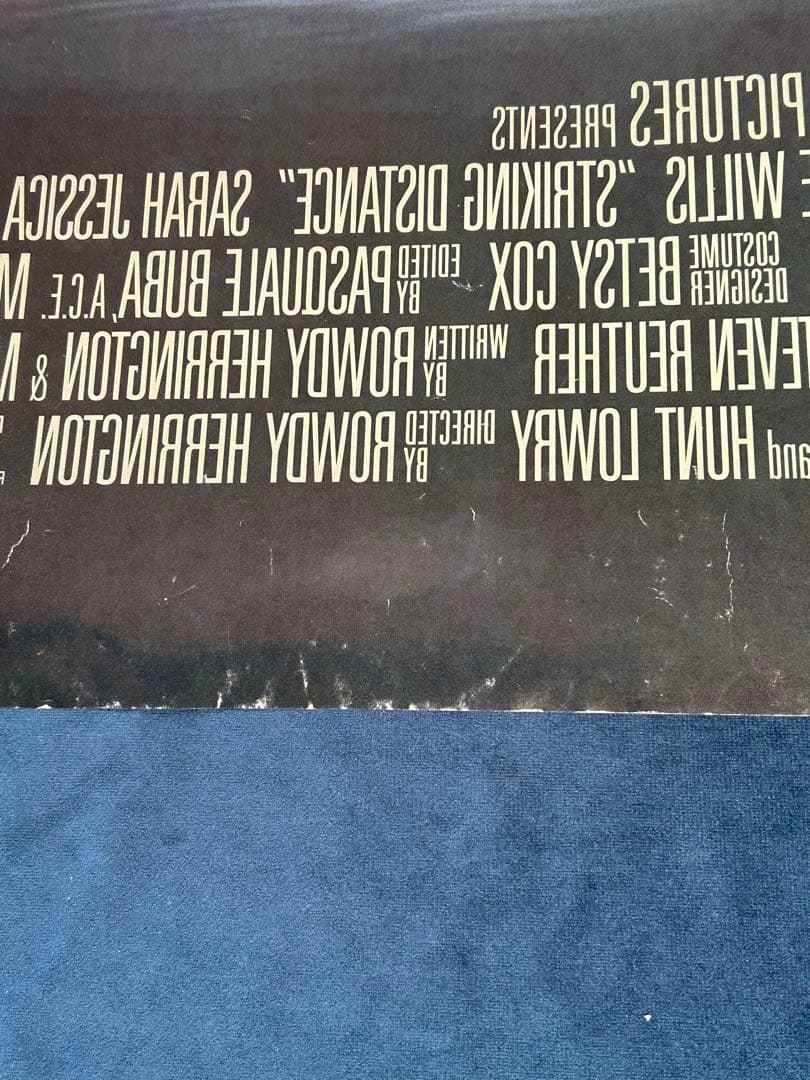 PICTURES PRESENTS
WILLIS "STRIKING DISTANCE" SARAH JESSICA
COSTUME DESIGNER BETSY COX EDITED BY PASQUALE BUBA, A.C.E.
TEVEN REUTHER WRITTEN BY ROWDY HERRINGTON &
and HUNT LOWRY DIRECTED BY ROWDY HERRINGTON